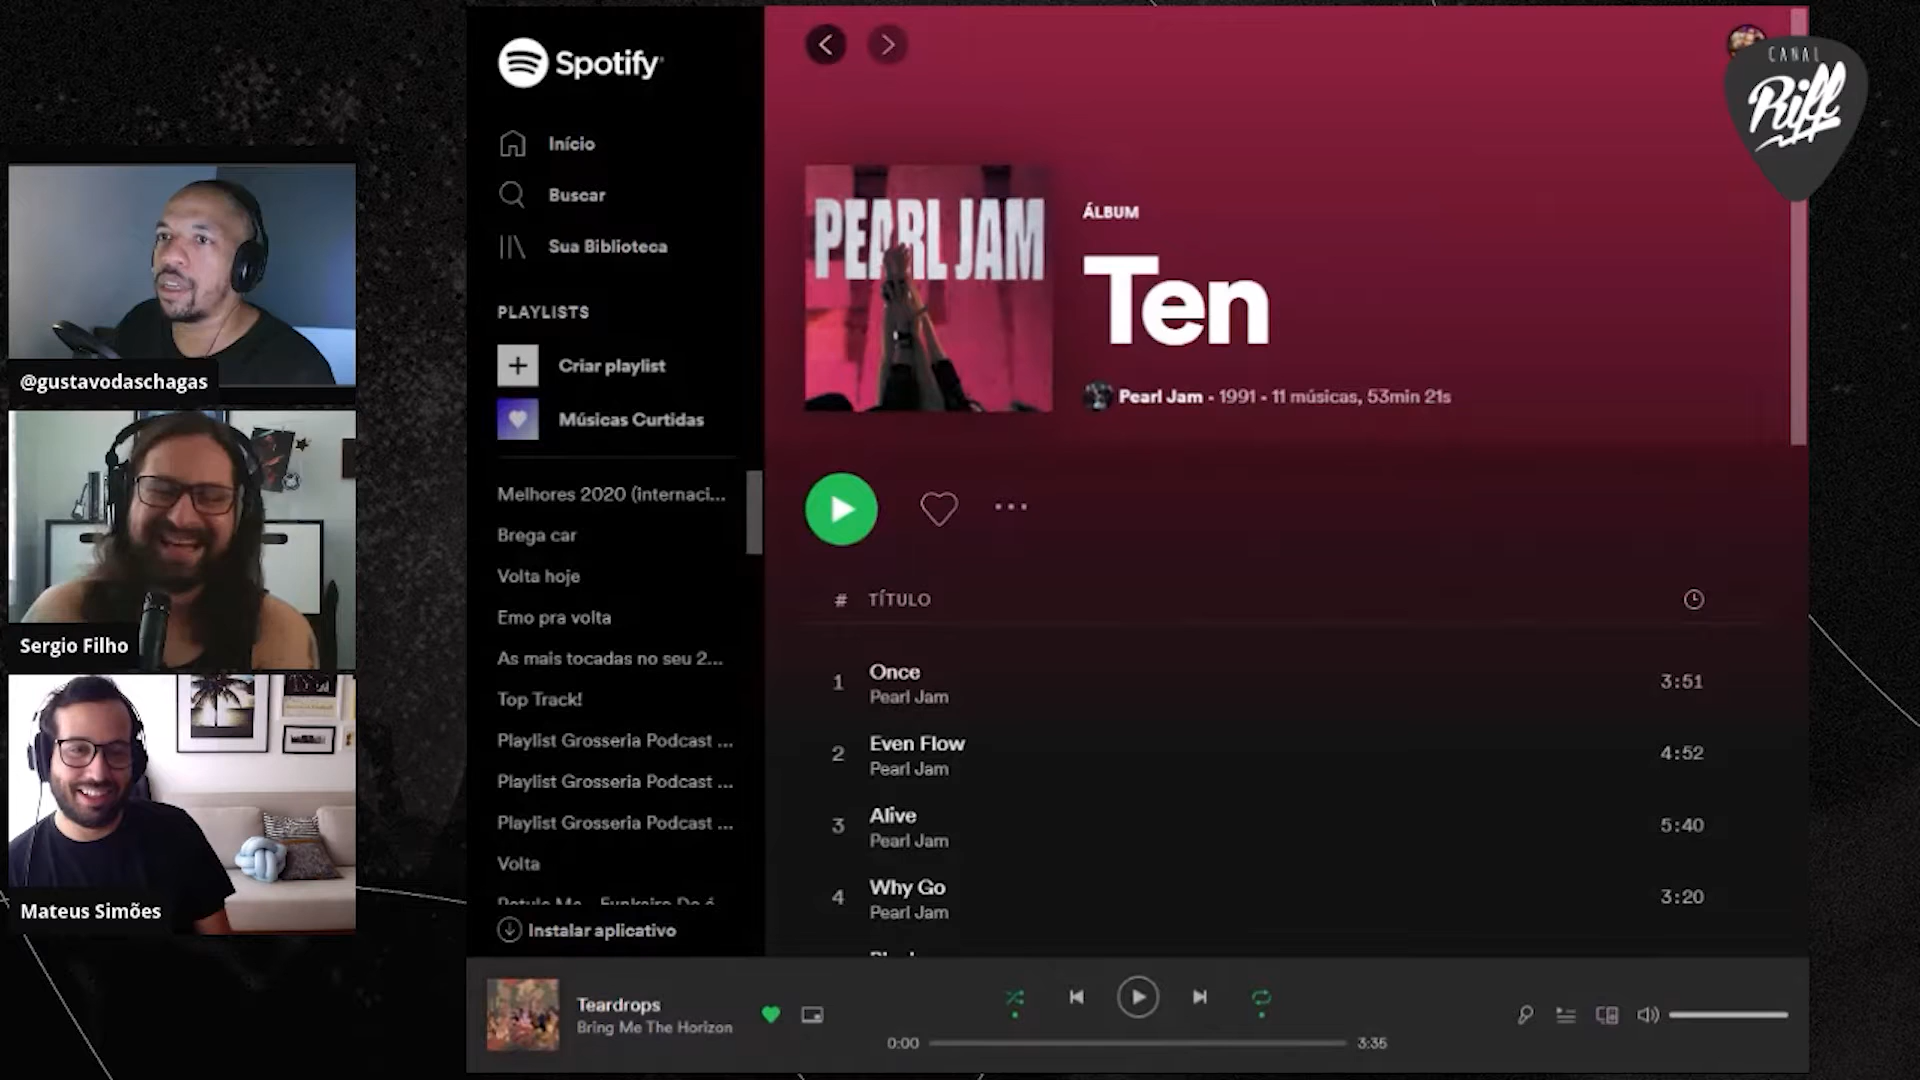 Spotify
Início
Buscar
Sua Biblioteca
PLAYLISTS
Criar playlist
Músicas Curtidas
Melhores 2020 (internaci...
Brega car
Volta hoje
Emo pra volta
As mais tocadas no seu 2...
Top Track!
Playlist Grosseria Podcast ...
Playlist Grosseria Podcast ...
Playlist Grosseria Podcast ...
Volta
Instalar aplicativo
CANAL
Riff
PEARL JAM
ÁLBUM
Ten
Pearl Jam • 1991 • 11 músicas, 53min 21s
# TÍTULO
1 Once 3:51
Pearl Jam
2 Even Flow 4:52
Pearl Jam
3 Alive 5:40
Pearl Jam
4 Why Go 3:20
Pearl Jam
Teardrops
Bring Me The Horizon
0:00
3:35
@gustavodaschagas
Sergio Filho
Mateus Simões